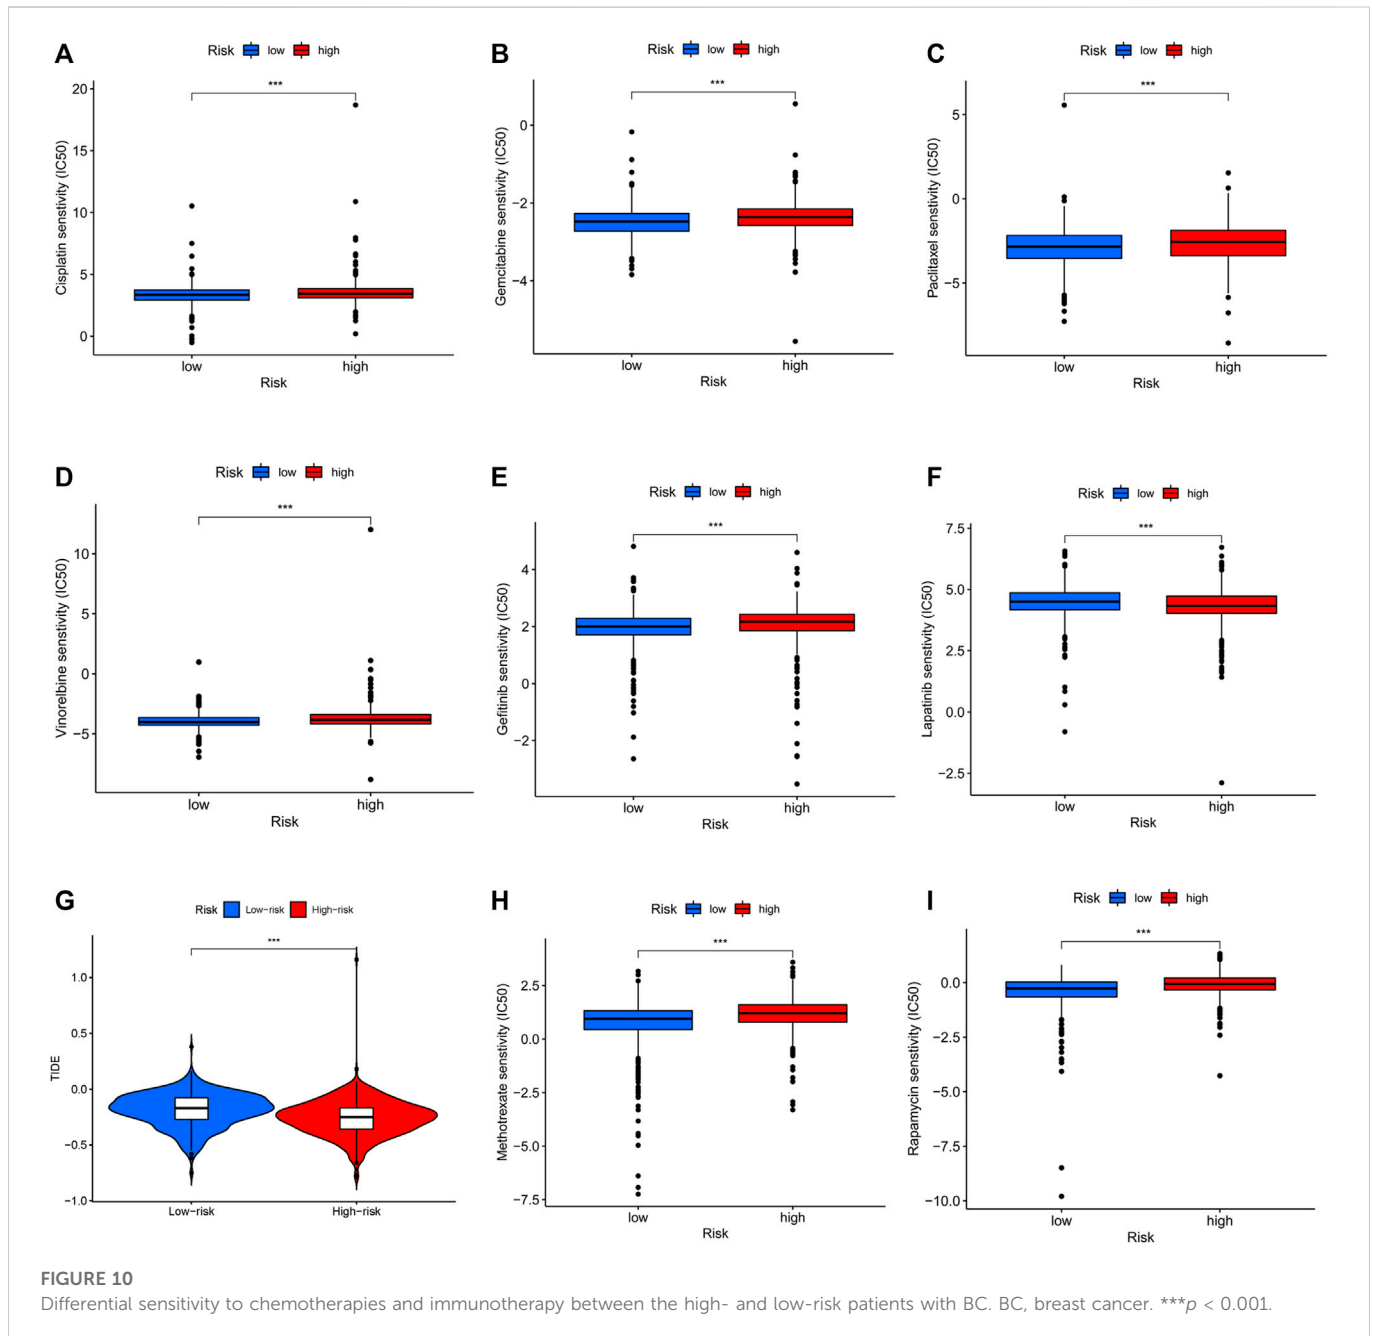 A
Risk low high
***
Cisplatin senstivity (IC50)
20
15
10
5
0
low high
Risk
B
Risk low high
***
Gemcitabine senstivity (IC50)
0
−2
−4
low high
Risk
C
Risk low high
***
Paclitaxel senstivity (IC50)
5
0
−5
low high
Risk
D
Risk low high
***
Vinorelbine senstivity (IC50)
10
5
0
−5
low high
Risk
E
Risk low high
***
Gefitinib senstivity (IC50)
4
2
0
−2
low high
Risk
F
Risk low high
***
Lapatinib senstivity (IC50)
7.5
5.0
2.5
0.0
−2.5
low high
Risk
G
Risk Low−risk High−risk
***
TIDE
1.0
0.5
0.0
−0.5
−1.0
Low−risk High−risk
H
Risk low high
***
Methotrexate senstivity (IC50)
2.5
0.0
−2.5
−5.0
−7.5
low high
Risk
I
Risk low high
***
Rapamycin senstivity (IC50)
0.0
−2.5
−5.0
−7.5
−10.0
low high
Risk
FIGURE 10
Differential sensitivity to chemotherapies and immunotherapy between the high- and low-risk patients with BC. BC, breast cancer. ***p < 0.001.